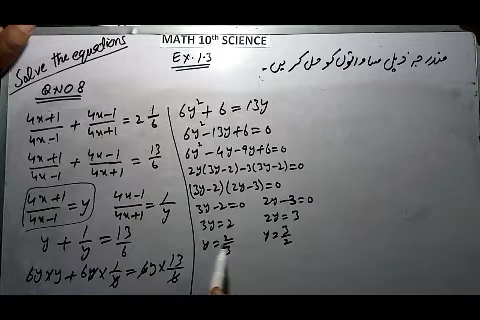 MATH 10th SCIENCE
Solve the equations
Ex.1.3
مندرجہ ذیل مساواتوں کو حل کریں۔
Q.NO 8
4x+1/4x-1 + 4x-1/4x+1 = 2 1/6
4x+1/4x-1 + 4x-1/4x+1 = 13/6
4x+1/4x-1 = y 4x-1/4x+1 = 1/y
y + 1/y = 13/6
6y×y + 6y×1/y = 6y×13/6
6y²+6 = 13y
6y²-13y+6=0
6y²-4y-9y+6=0
2y(3y-2)-3(3y-2)=0
(3y-2)(2y-3)=0
3y-2=0 2y-3=0
3y=2 2y=3
y=2/3 y=3/2